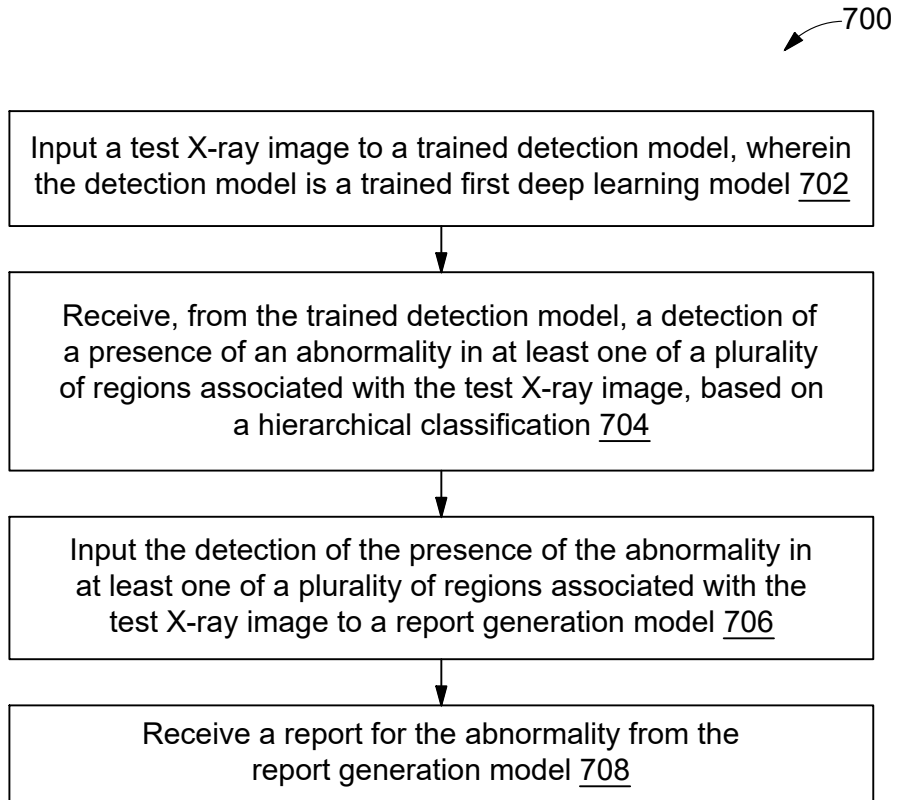 700
Input a test X-ray image to a trained detection model, wherein
the detection model is a trained first deep learning model 702
Receive, from the trained detection model, a detection of
a presence of an abnormality in at least one of a plurality
of regions associated with the test X-ray image, based on
a hierarchical classification 704
Input the detection of the presence of the abnormality in
at least one of a plurality of regions associated with the
test X-ray image to a report generation model 706
Receive a report for the abnormality from the
report generation model 708